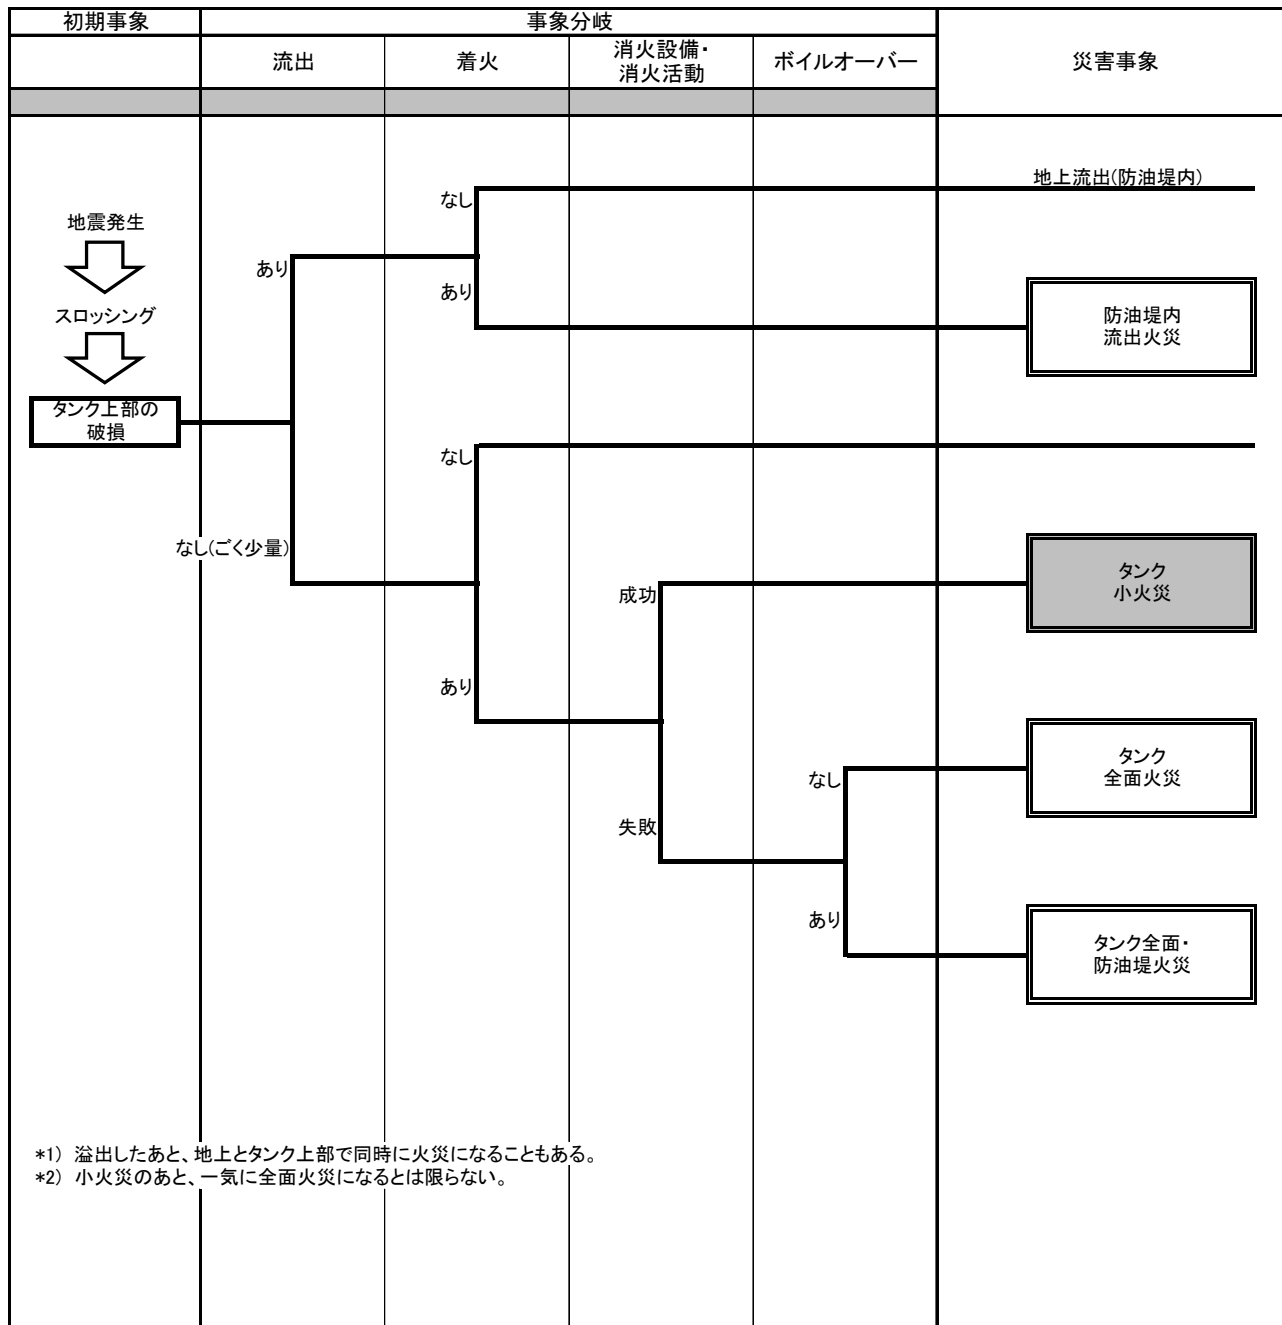 初期事象
事象分岐
流出
着火
消火設備・
消火活動
ボイルオーバー
災害事象
地震発生
スロッシング
タンク上部の
破損
あり
なし(ごく少量)
なし
あり
なし
あり
成功
失敗
なし
あり
地上流出(防油堤内)
防油堤内
流出火災
タンク
小火災
タンク
全面火災
タンク全面・
防油堤火災
*1) 溢出したあと、地上とタンク上部で同時に火災になることもある。
*2) 小火災のあと、一気に全面火災になるとは限らない。